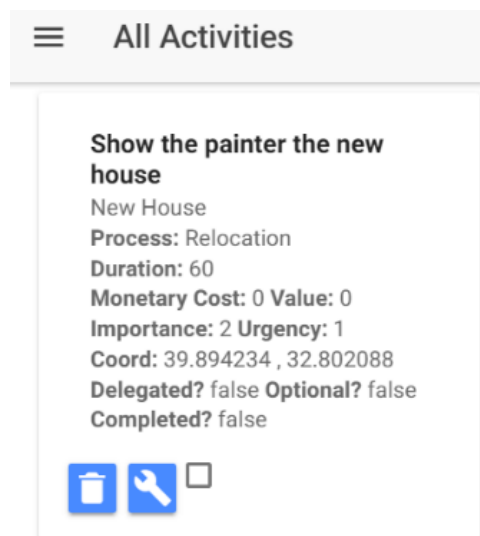 All Activities
Show the painter the new
house
New House
Process: Relocation
Duration: 60
Monetary Cost: 0 Value: 0
Importance: 2 Urgency: 1
Coord: 39.894234 , 32.802088
Delegated? false Optional? false
Completed? false